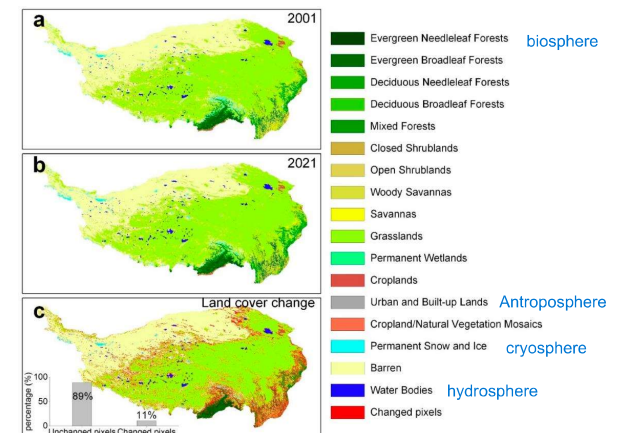 a
2001
b
2021
c
Land cover change
percentage (%)
100
50
0
89%
11%
Unchanged pixels
Changed pixels
Evergreen Needleleaf Forests
biosphere
Evergreen Broadleaf Forests
Deciduous Needleleaf Forests
Deciduous Broadleaf Forests
Mixed Forests
Closed Shrublands
Open Shrublands
Woody Savannas
Savannas
Grasslands
Permanent Wetlands
Croplands
Urban and Built-up Lands
Antroposphere
Cropland/Natural Vegetation Mosaics
Permanent Snow and Ice
cryosphere
Barren
Water Bodies
hydrosphere
Changed pixels